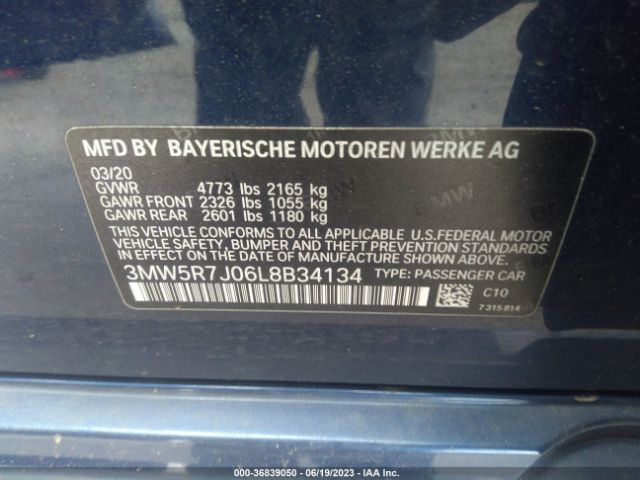 MFD BY BAYERISCHE MOTOREN WERKE AG
03/20
GVWR 4773 lbs 2165 kg
GAWR FRONT 2326 lbs 1055 kg
GAWR REAR 2601 lbs 1180 kg
THIS VEHICLE CONFORMS TO ALL APPLICABLE U.S.FEDERAL MOTOR
VEHICLE SAFETY, BUMPER AND THEFT PREVENTION STANDARDS
IN EFFECT ON THE DATE OF MANUFACTURE SHOWN ABOVE.
3MW5R7J06L8B34134 TYPE: PASSENGER CAR
C10
7 315 814
000-36839050 - 06/19/2023 - IAA Inc.